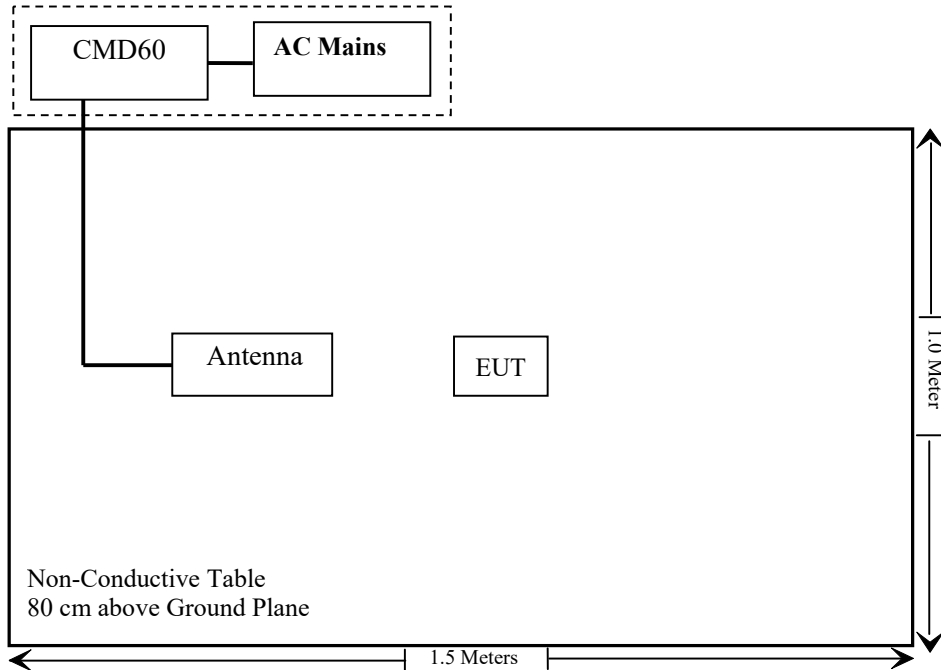 CMD60
AC Mains
Antenna
EUT
1.0 Meter
Non-Conductive Table
80 cm above Ground Plane
1.5 Meters